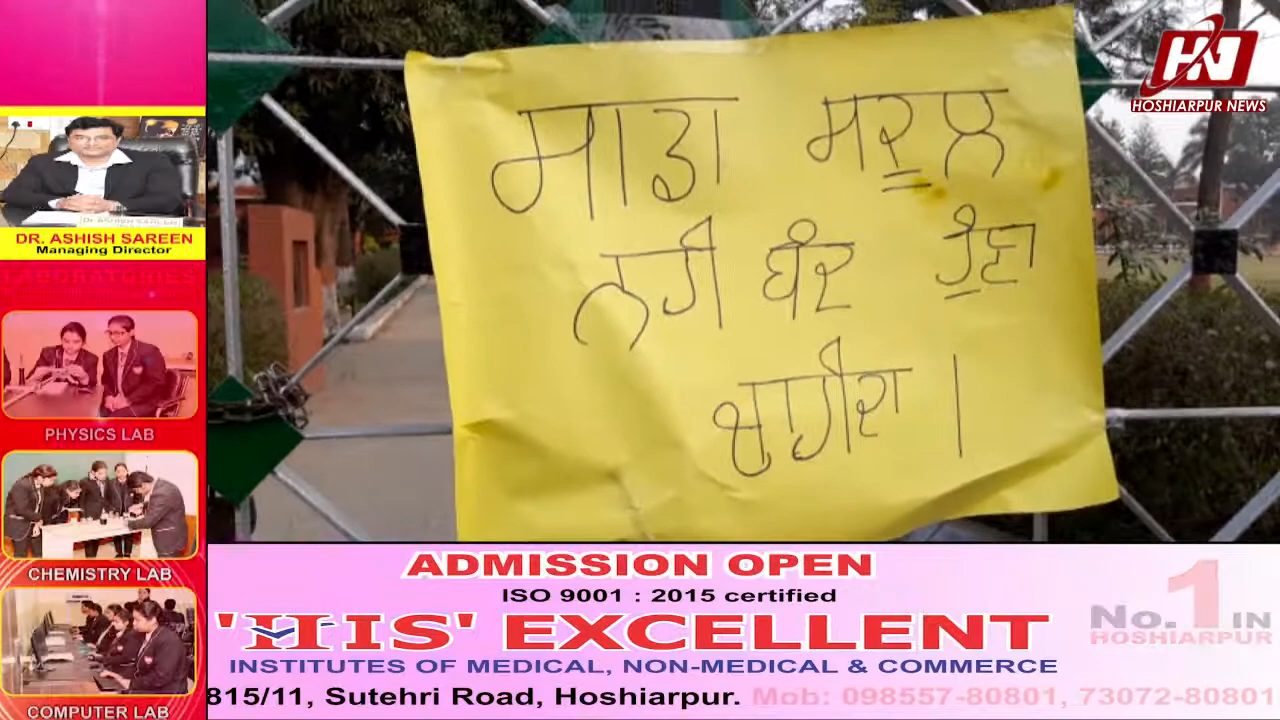 HN
HOSHIARPUR NEWS
ਸਾਡਾ ਸਕੂਲ
ਨਹੀ ਬੰਦ ਹੁੰਣਾ
ਚਾਹੀਦਾ ।
DR. ASHISH SAREEN
Managing Director
LABORATORIES
PHYSICS LAB
CHEMISTRY LAB
COMPUTER LAB
ADMISSION OPEN
ISO 9001 : 2015 certified
'HIS' EXCELLENT
INSTITUTES OF MEDICAL, NON-MEDICAL & COMMERCE
815/11, Sutehri Road, Hoshiarpur. Mob: 098557-80801, 73072-80801
No.1 IN
HOSHIARPUR